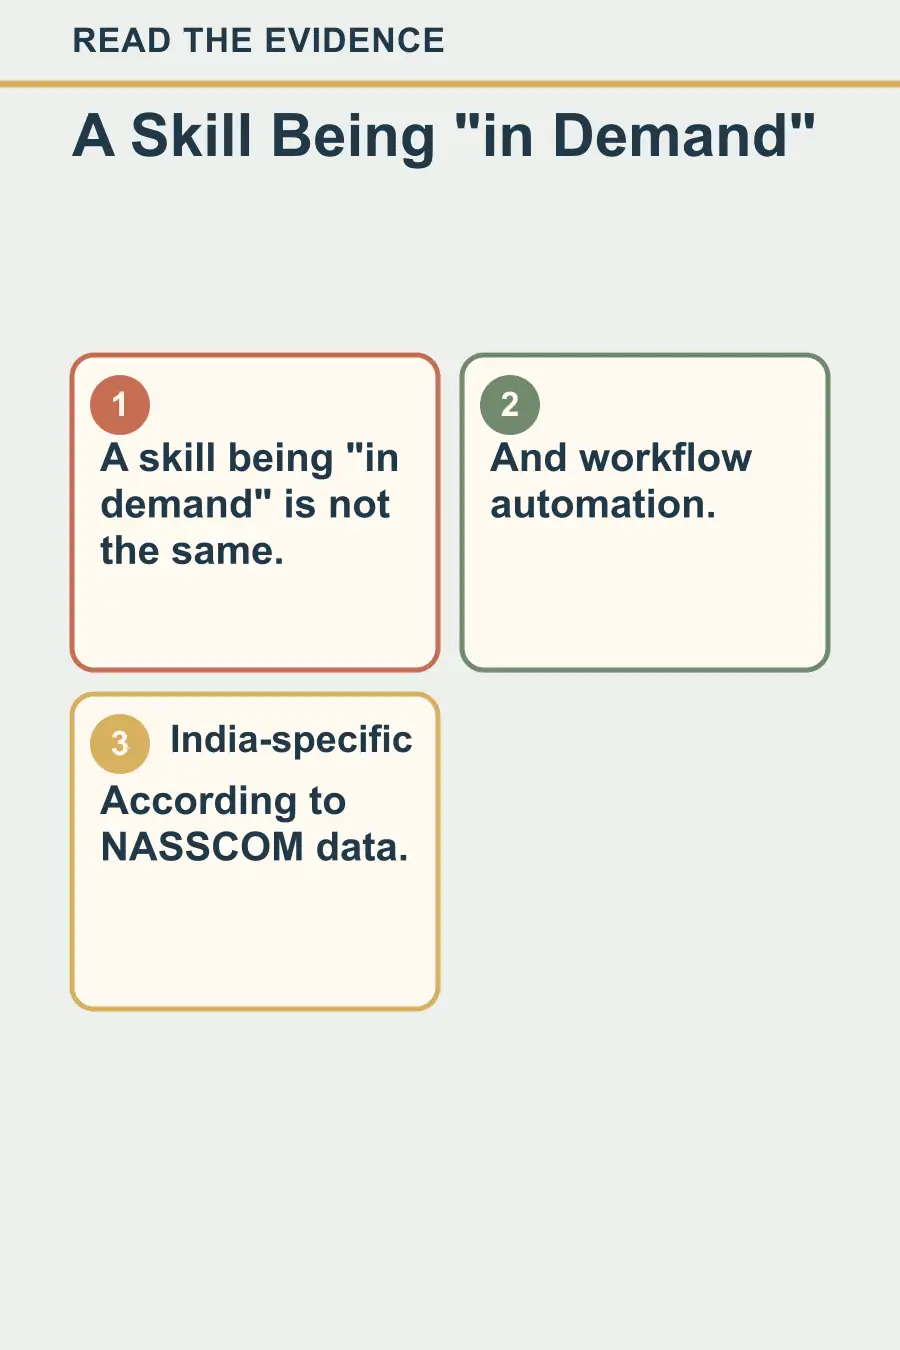 READ THE EVIDENCE
A Skill Being "in Demand"
1
A skill being "in
demand" is not
the same.
2
And workflow
automation.
3
India-specific
According to
NASSCOM data.